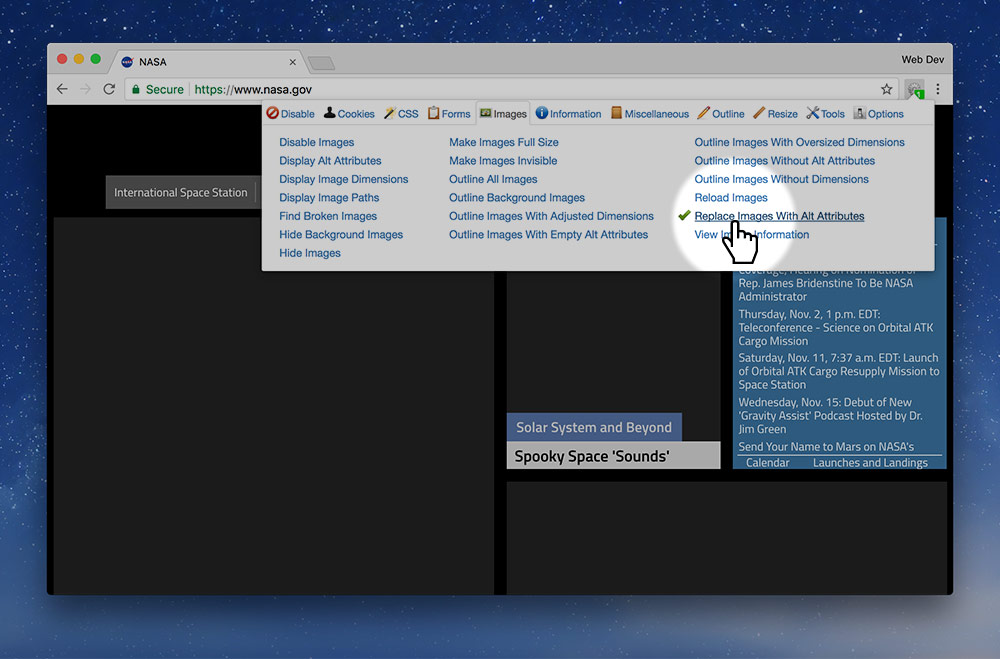 NASA
Web Dev
Secure https://www.nasa.gov
1
Disable Cookies CSS Forms Images Information Miscellaneous Outline Resize Tools Options
Disable Images
Display Alt Attributes
Display Image Dimensions
Display Image Paths
Find Broken Images
Hide Background Images
Hide Images
Make Images Full Size
Make Images Invisible
Outline All Images
Outline Background Images
Outline Images With Adjusted Dimensions
Outline Images With Empty Alt Attributes
Outline Images With Oversized Dimensions
Outline Images Without Alt Attributes
Outline Images Without Dimensions
Reload Images
Replace Images With Alt Attributes
View Image Information
International Space Station
Solar System and Beyond
Spooky Space 'Sounds'
Coverage, Hearing on Nomination of
Rep. James Bridenstine To Be NASA
Administrator
Thursday, Nov. 2, 1 p.m. EDT:
Teleconference - Science on Orbital ATK
Cargo Mission
Saturday, Nov. 11, 7:37 a.m. EDT: Launch
of Orbital ATK Cargo Resupply Mission to
Space Station
Wednesday, Nov. 15: Debut of New
'Gravity Assist' Podcast Hosted by Dr.
Jim Green
Send Your Name to Mars on NASA's
Calendar Launches and Landings